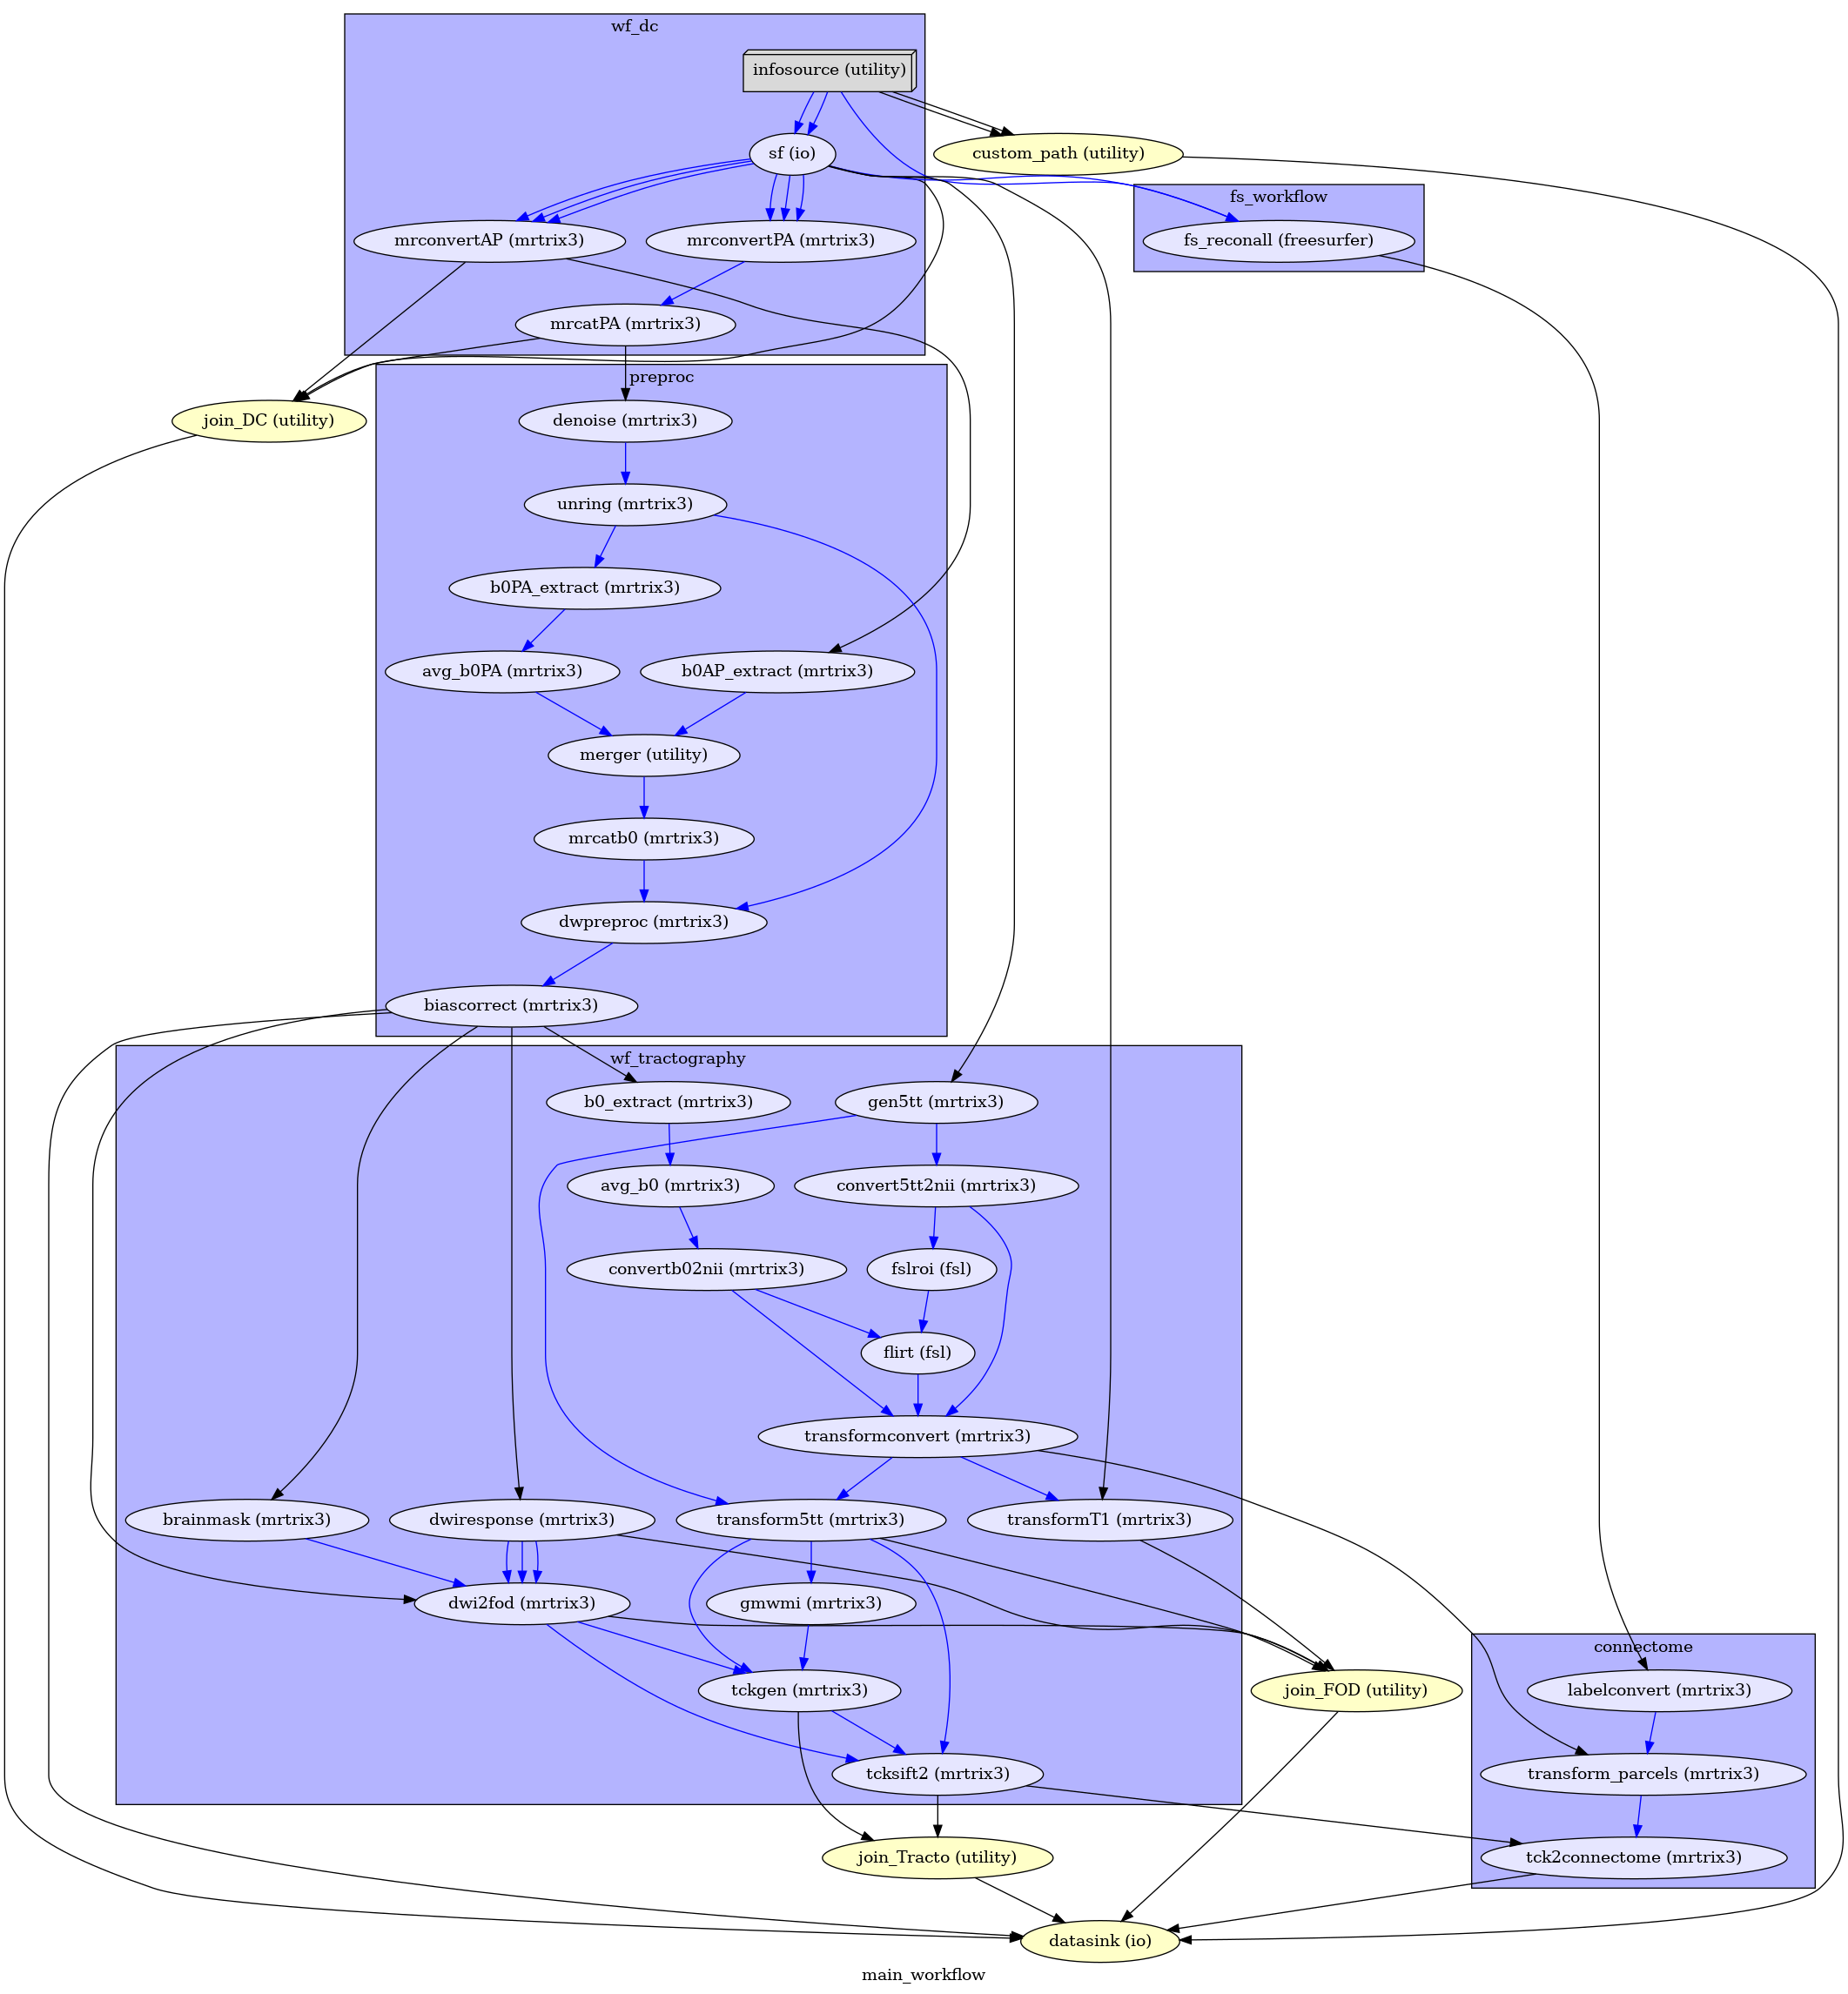 wf_dc
infosource (utility)
sf (io)
custom_path (utility)
fs_workflow
mrconvertAP (mrtrix3)
mrconvertPA (mrtrix3)
fs_reconall (freesurfer)
mrcatPA (mrtrix3)
preproc
join_DC (utility)
denoise (mrtrix3)
unring (mrtrix3)
b0PA_extract (mrtrix3)
avg_b0PA (mrtrix3)
b0AP_extract (mrtrix3)
merger (utility)
mrcatb0 (mrtrix3)
dwpreproc (mrtrix3)
biascorrect (mrtrix3)
wf_tractography
b0_extract (mrtrix3)
gen5tt (mrtrix3)
avg_b0 (mrtrix3)
convert5tt2nii (mrtrix3)
convertb02nii (mrtrix3)
fslroi (fsl)
flirt (fsl)
transformconvert (mrtrix3)
brainmask (mrtrix3)
dwiresponse (mrtrix3)
transform5tt (mrtrix3)
transformT1 (mrtrix3)
dwi2fod (mrtrix3)
gmwmi (mrtrix3)
connectome
tckgen (mrtrix3)
join_FOD (utility)
labelconvert (mrtrix3)
tcksift2 (mrtrix3)
transform_parcels (mrtrix3)
join_Tracto (utility)
tck2connectome (mrtrix3)
datasink (io)
main_workflow